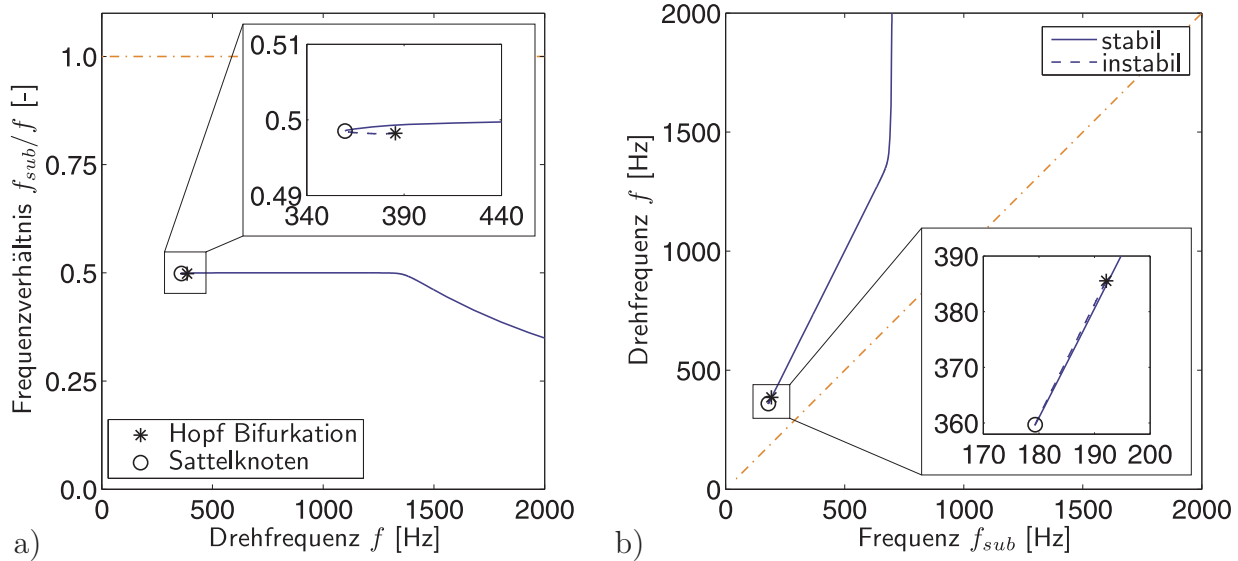 Frequenzverhältnis f_sub/f [-]
1.0
0.75
0.5
0.25
0.0
0.51
0.5
0.49
340 390 440
Hopf Bifurkation
Sattelknoten
0 500 1000 1500 2000
Drehfrequenz f [Hz]
a)
Drehfrequenz f [Hz]
2000
1500
1000
500
0
stabil
instabil
390
380
370
360
170 180 190 200
0 500 1000 1500 2000
Frequenz f_sub [Hz]
b)